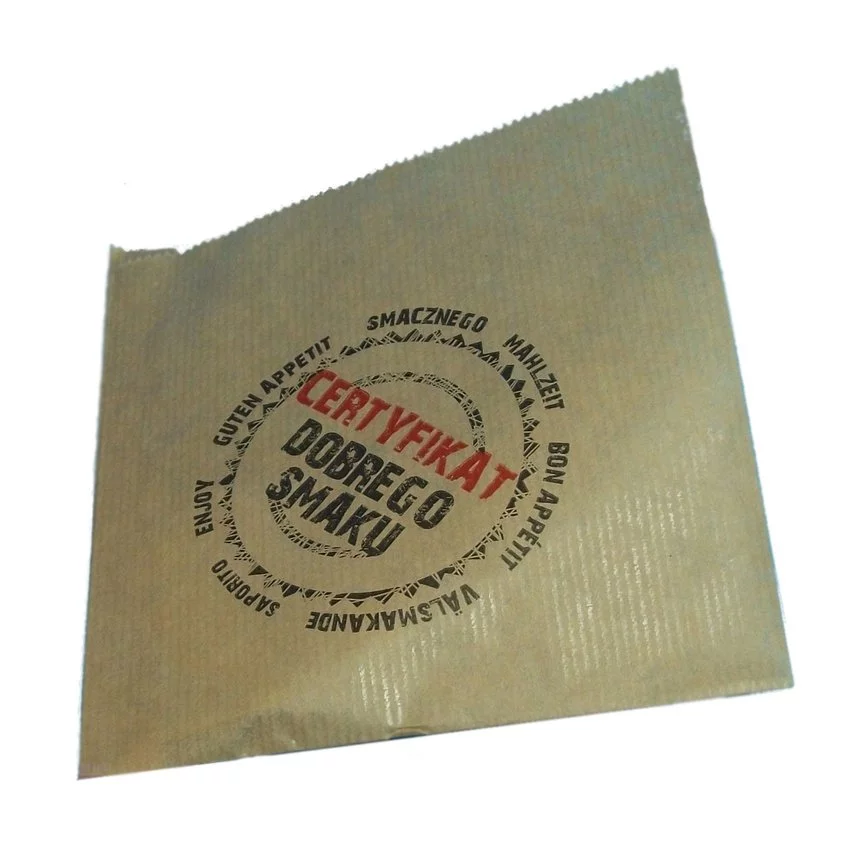 CERTYFIKAT
DOBREGO
SMAKU
SMACZNEGO
MAHLZEIT
BON APPÉTIT
VÄLSMAKANDE
SAPORITO
ENJOY
GUTEN APPETIT